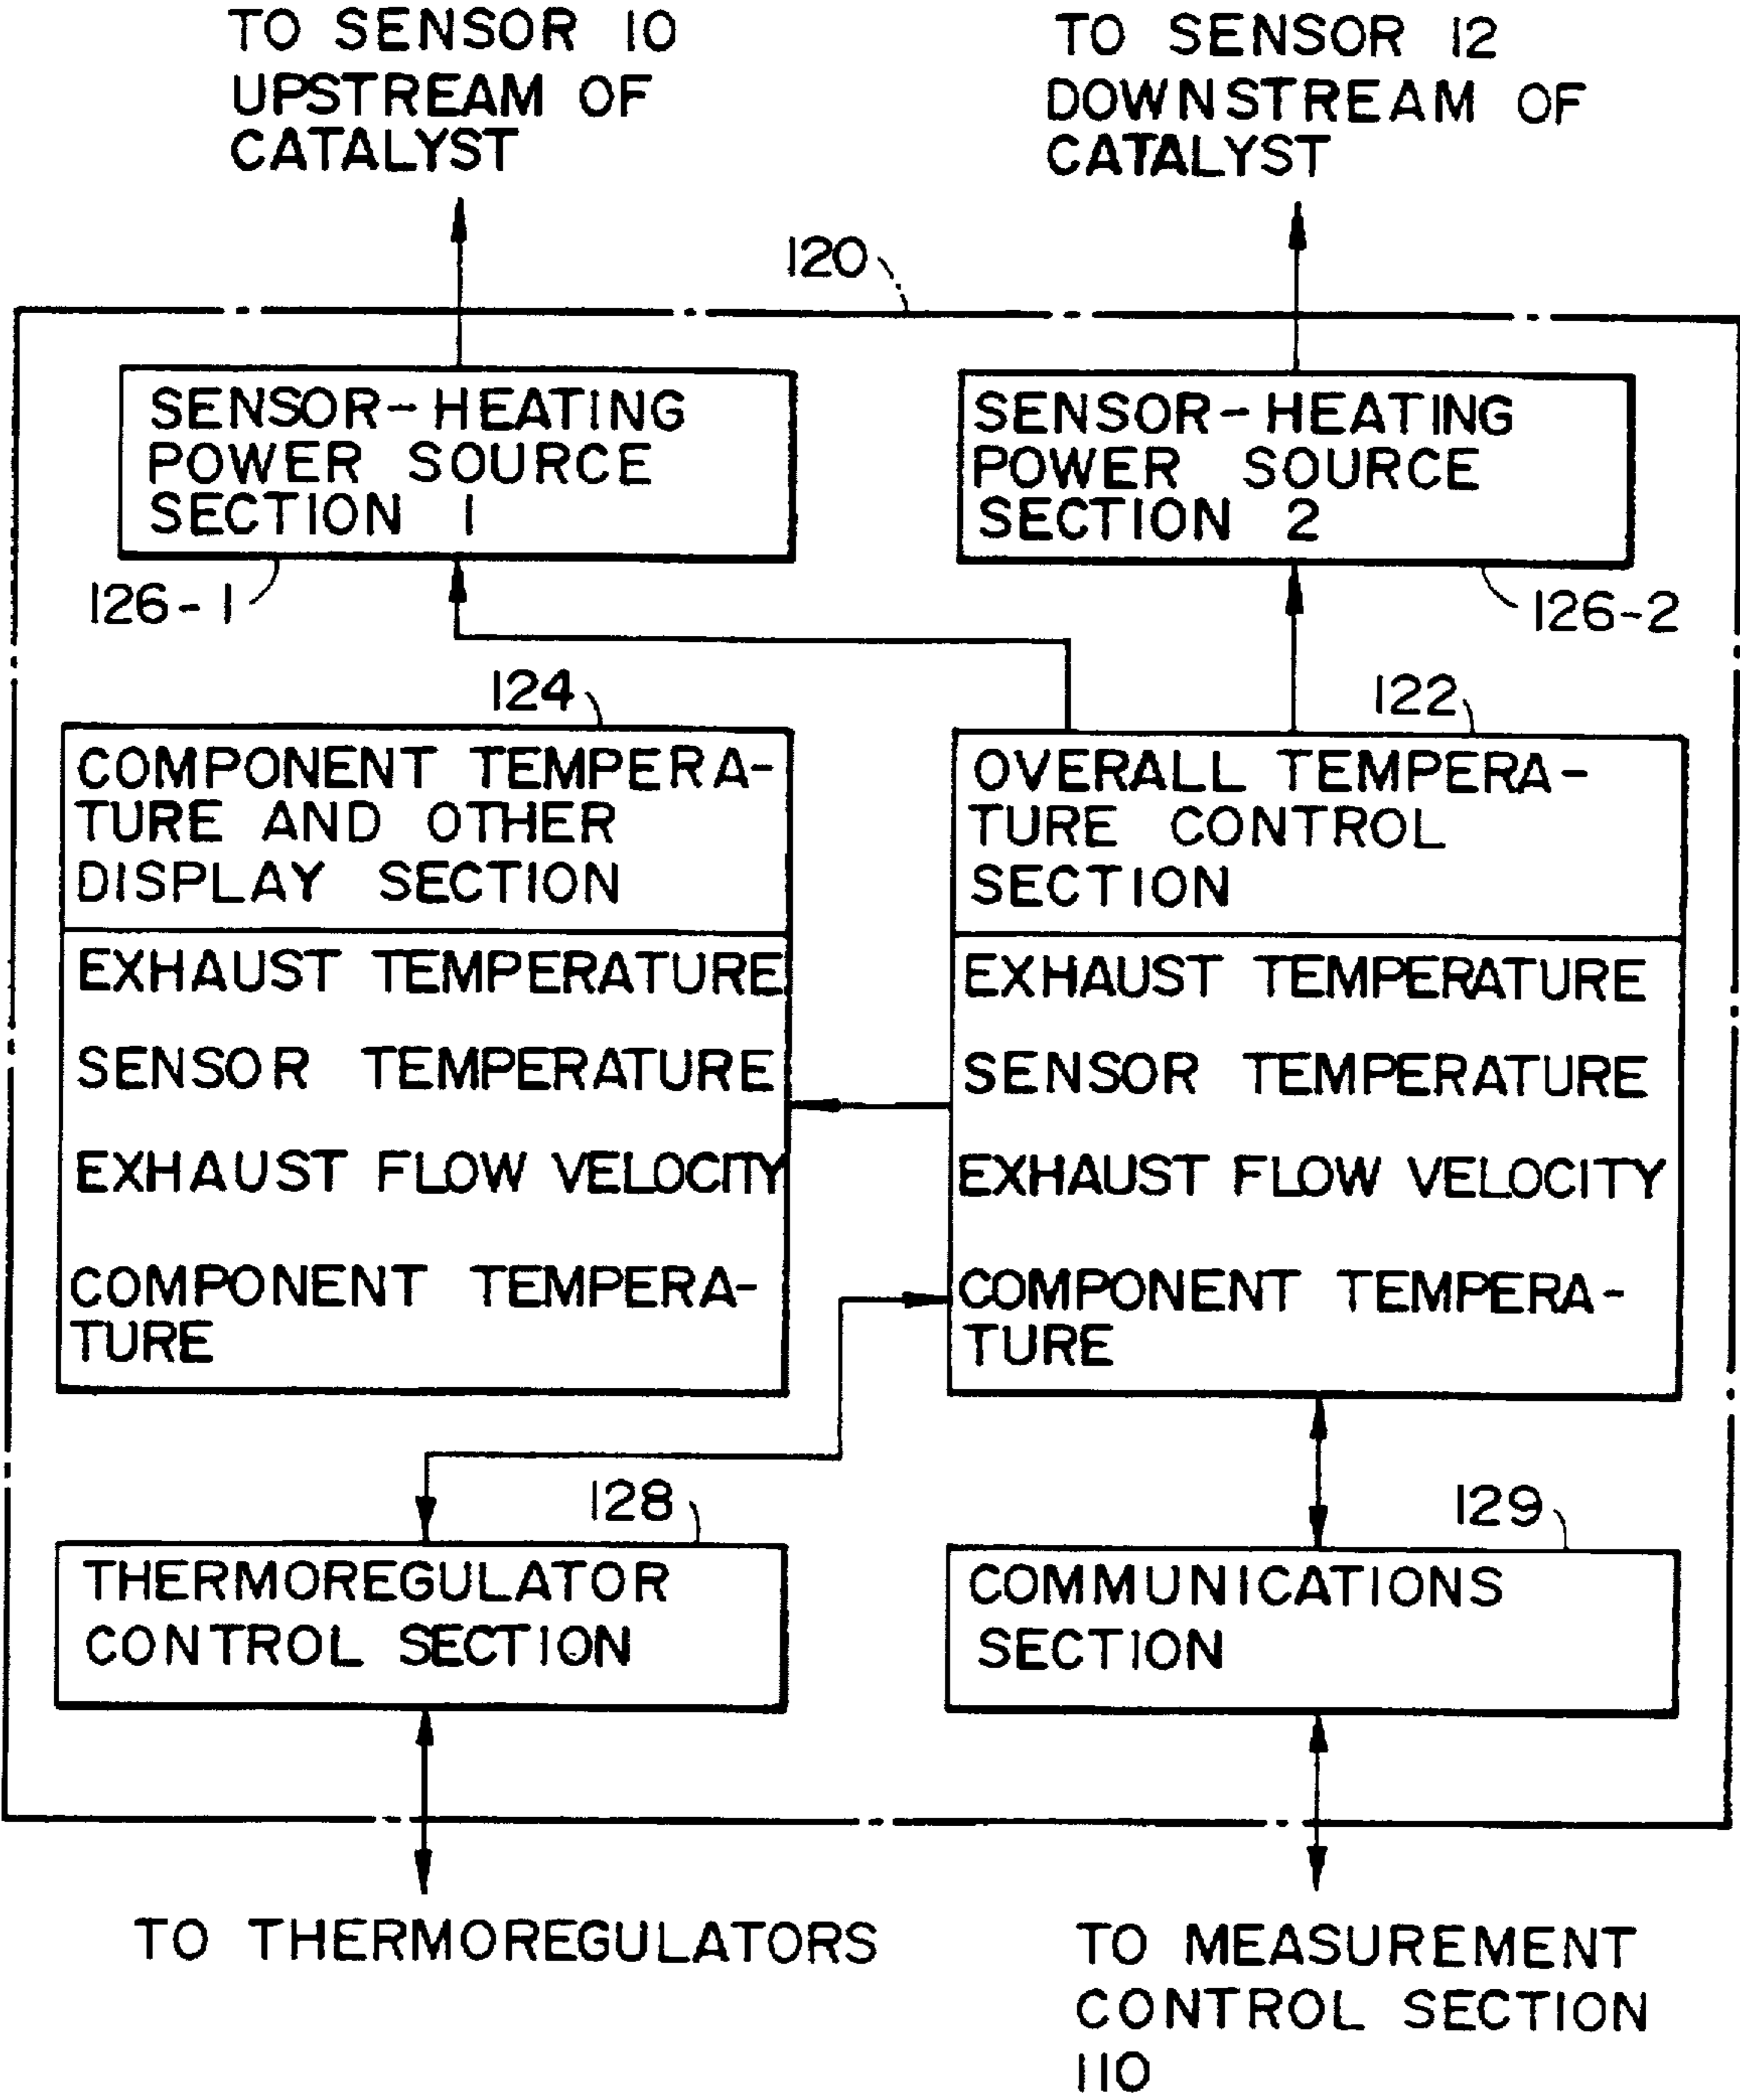 TO SENSOR 10
UPSTREAM OF
CATALYST
TO SENSOR 12
DOWNSTREAM OF
CATALYST
120
SENSOR-HEATING
POWER SOURCE
SECTION 1
SENSOR-HEATING
POWER SOURCE
SECTION 2
126-1
126-2
124
122
COMPONENT TEMPERA-
TURE AND OTHER
DISPLAY SECTION
EXHAUST TEMPERATURE
SENSOR TEMPERATURE
EXHAUST FLOW VELOCITY
COMPONENT TEMPERA-
TURE
OVERALL TEMPERA-
TURE CONTROL
SECTION
EXHAUST TEMPERATURE
SENSOR TEMPERATURE
EXHAUST FLOW VELOCITY
COMPONENT TEMPERA-
TURE
128
129
THERMOREGULATOR
CONTROL SECTION
COMMUNICATIONS
SECTION
TO THERMOREGULATORS
TO MEASUREMENT
CONTROL SECTION
110